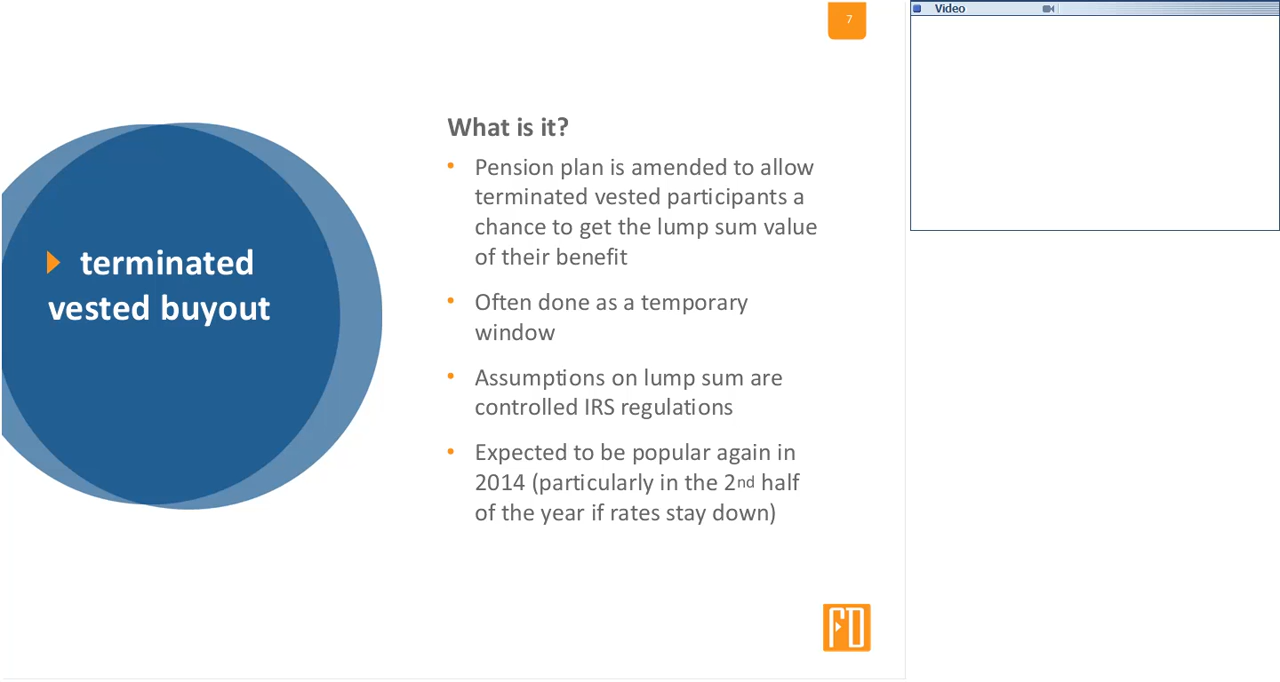 7
Video
What is it?
• Pension plan is amended to allow
terminated vested participants a
chance to get the lump sum value
of their benefit
• Often done as a temporary
window
• Assumptions on lump sum are
controlled IRS regulations
• Expected to be popular again in
2014 (particularly in the 2nd half
of the year if rates stay down)
terminated
vested buyout
FD